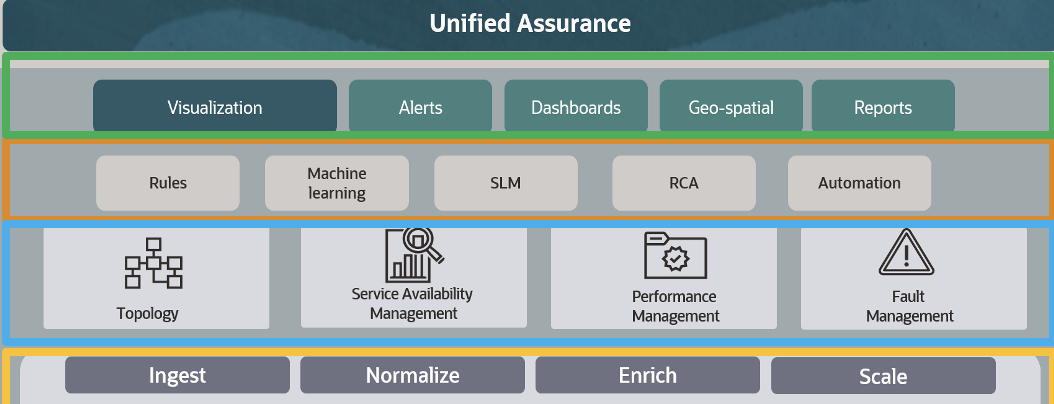 Unified Assurance
Visualization
Alerts
Dashboards
Geo-spatial
Reports
Rules
Machine
learning
SLM
RCA
Automation
Topology
Service Availability
Management
Performance
Management
Fault
Management
Ingest
Normalize
Enrich
Scale